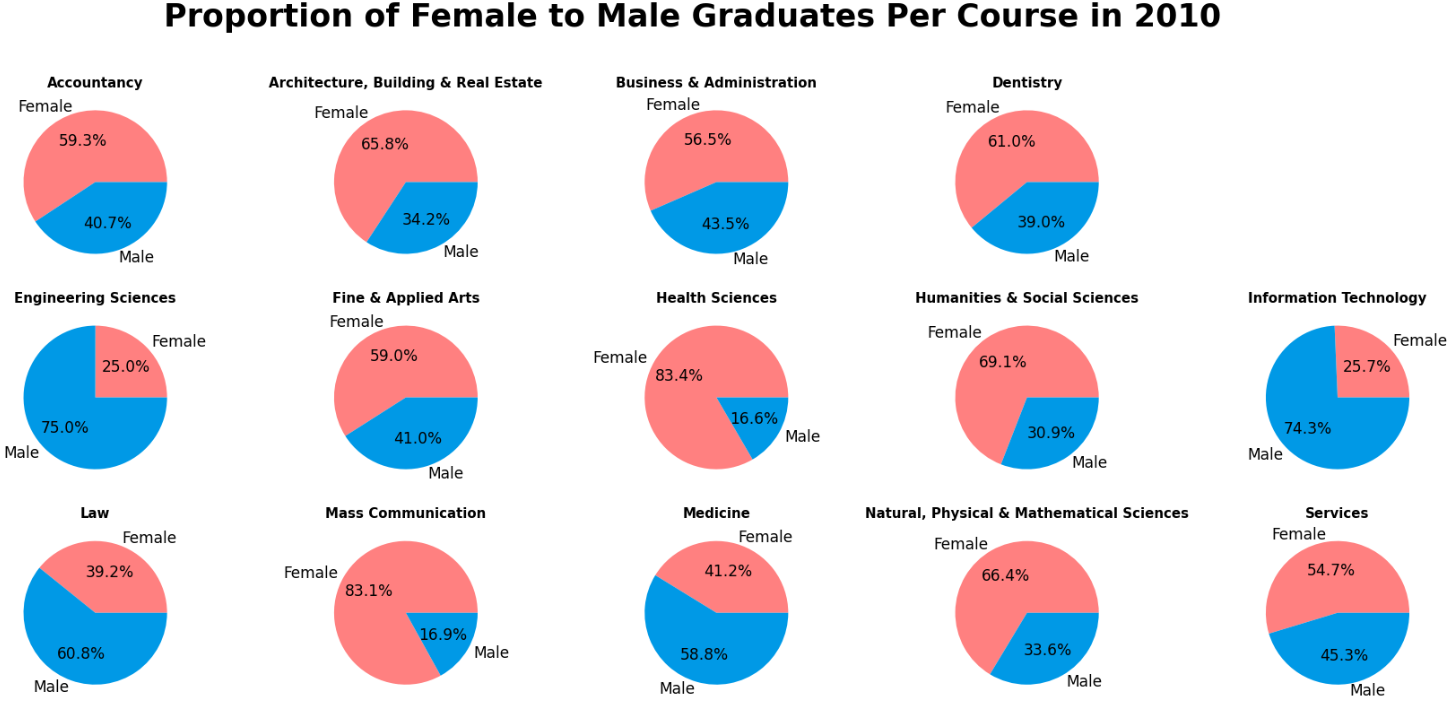 Proportion of Female to Male Graduates Per Course in 2010
Accountancy
Female
59.3%
40.7%
Male
Architecture, Building & Real Estate
Female
65.8%
34.2%
Male
Business & Administration
Female
56.5%
43.5%
Male
Dentistry
Female
61.0%
39.0%
Male
Engineering Sciences
Female
25.0%
75.0%
Male
Fine & Applied Arts
Female
59.0%
41.0%
Male
Health Sciences
Female
83.4%
16.6%
Male
Humanities & Social Sciences
Female
69.1%
30.9%
Male
Information Technology
Female
25.7%
74.3%
Male
Law
Female
39.2%
60.8%
Male
Mass Communication
Female
83.1%
16.9%
Male
Medicine
Female
41.2%
58.8%
Male
Natural, Physical & Mathematical Sciences
Female
66.4%
33.6%
Male
Services
Female
54.7%
45.3%
Male